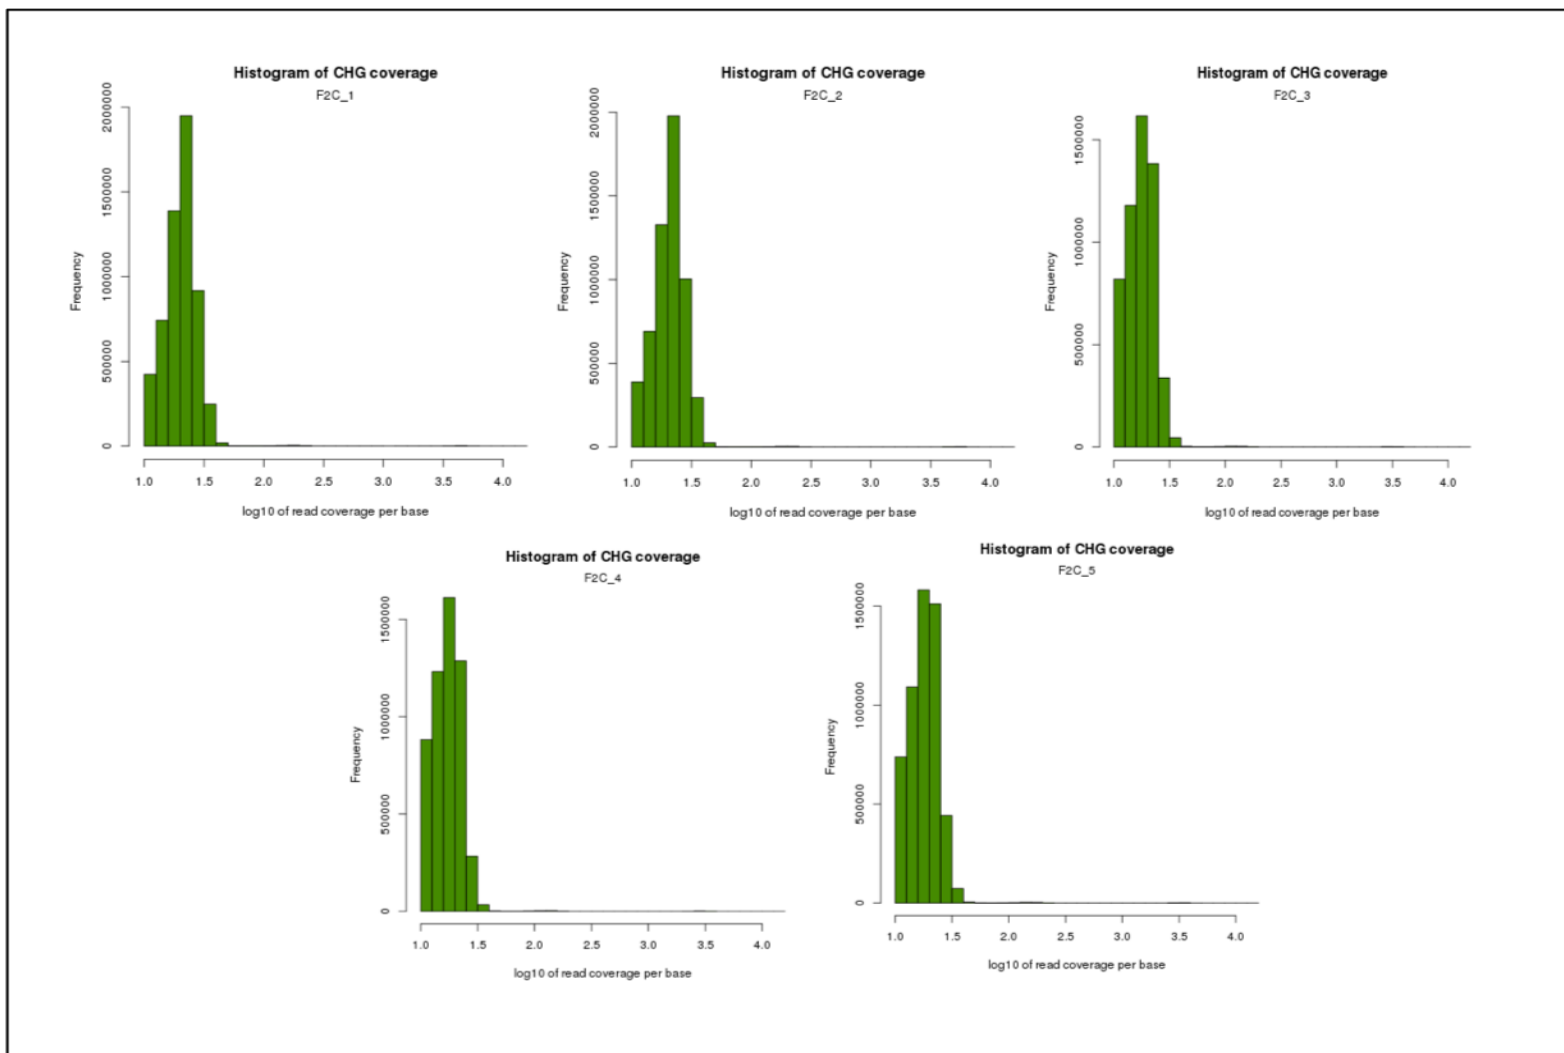 Histogram of CHG coverage
F2C_1
Frequency
0 500000 1000000 1500000 2000000
1.0 1.5 2.0 2.5 3.0 3.5 4.0
log10 of read coverage per base
Histogram of CHG coverage
F2C_2
Frequency
0 500000 1000000 1500000 2000000
1.0 1.5 2.0 2.5 3.0 3.5 4.0
log10 of read coverage per base
Histogram of CHG coverage
F2C_3
Frequency
0 500000 1000000 1500000
1.0 1.5 2.0 2.5 3.0 3.5 4.0
log10 of read coverage per base
Histogram of CHG coverage
F2C_4
Frequency
0 500000 1000000 1500000
1.0 1.5 2.0 2.5 3.0 3.5 4.0
log10 of read coverage per base
Histogram of CHG coverage
F2C_5
Frequency
0 500000 1000000 1500000
1.0 1.5 2.0 2.5 3.0 3.5 4.0
log10 of read coverage per base